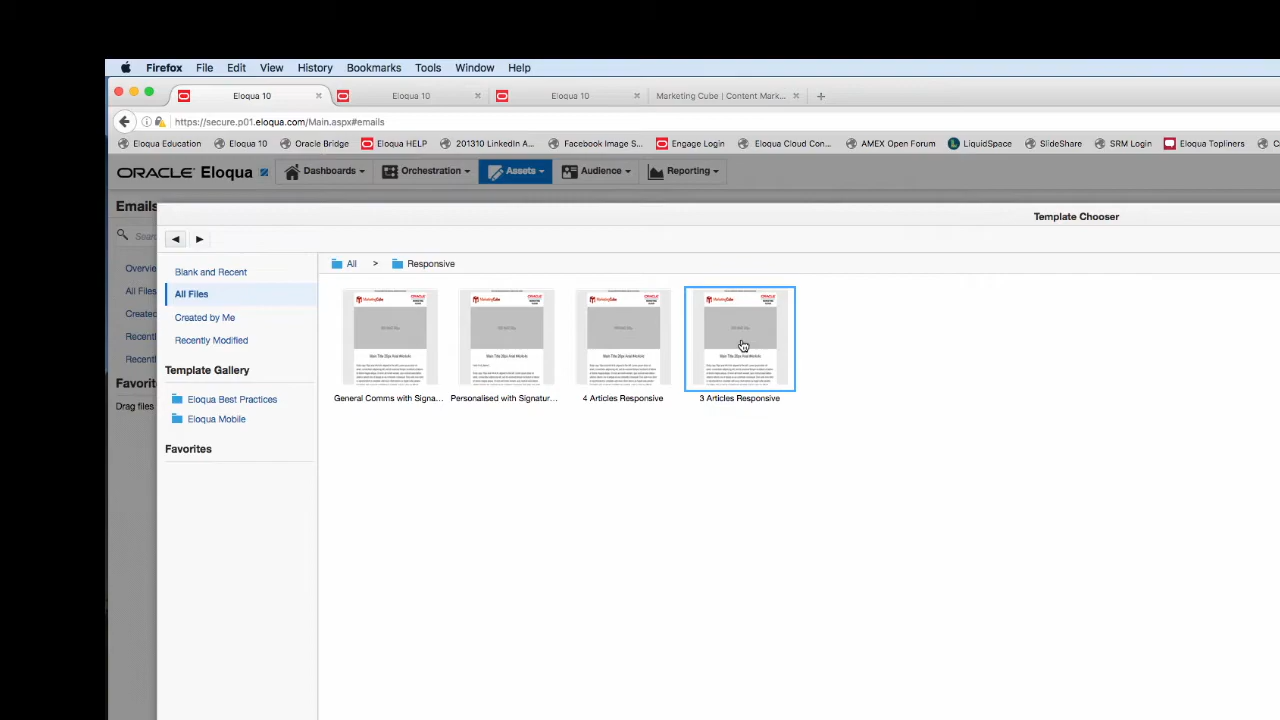 Firefox File Edit View History Bookmarks Tools Window Help
Eloqua 10 Eloqua 10 Eloqua 10 Marketing Cube | Content Mark...
https://secure.p01.eloqua.com/Main.aspx#emails
Eloqua Education Eloqua 10 Oracle Bridge Eloqua HELP 201310 LinkedIn A... Facebook Image S... Engage Login Eloqua Cloud Con... AMEX Open Forum LiquidSpace SlideShare SRM Login Eloqua Topliners
ORACLE Eloqua Dashboards Orchestration Assets Audience Reporting
Emails
Template Chooser
All > Responsive
Blank and Recent
All Files
Created by Me
Recently Modified
Template Gallery
Eloqua Best Practices
Eloqua Mobile
Favorites
General Comms with Signa... Personalised with Signatur... 4 Articles Responsive 3 Articles Responsive
Overvie
All Files
Created
Recent
Recent
Favorit
Drag files